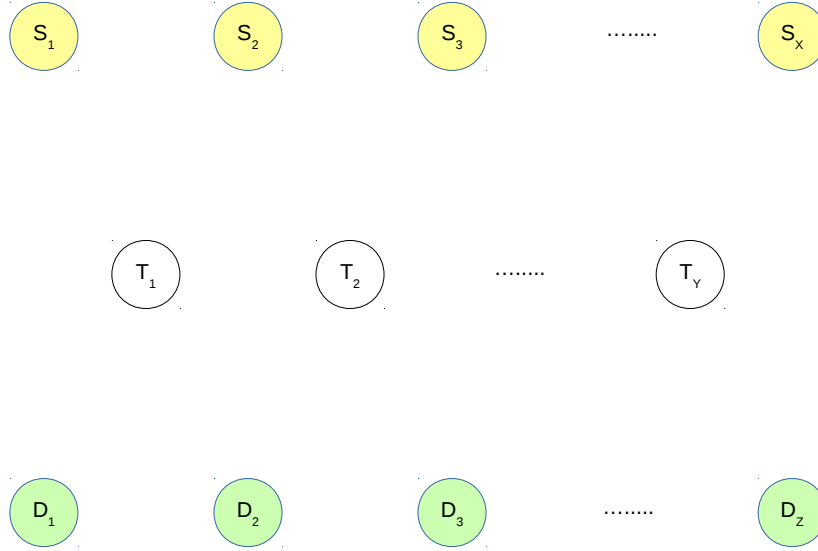 S1 S2 S3 …..... SX
T1 T2 …..... TY
D1 D2 D3 …..... DZ